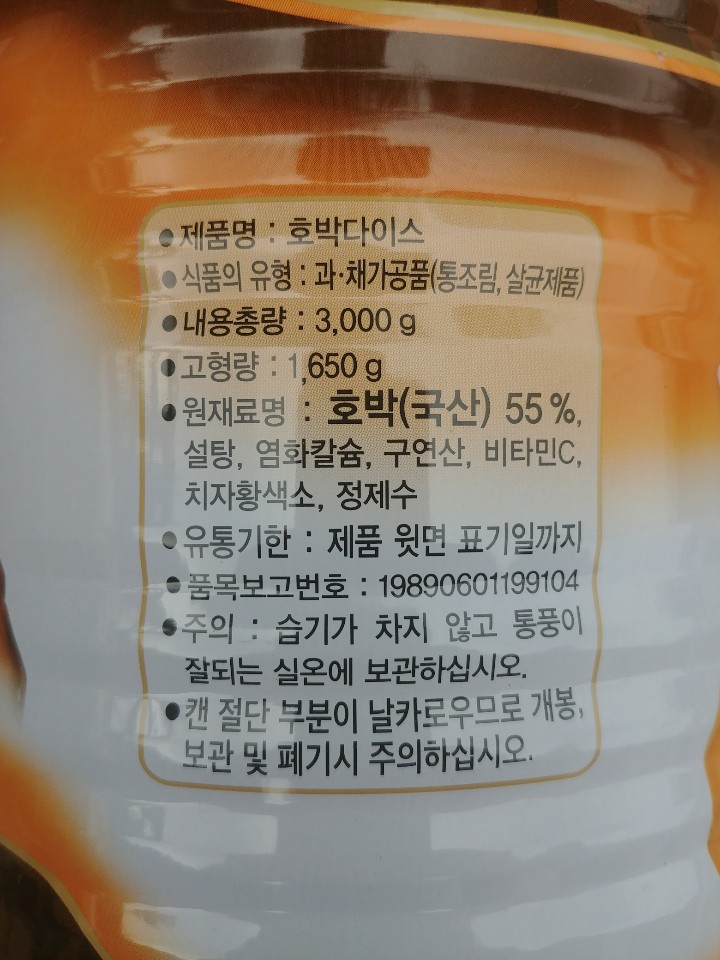 ● 제품명 : 호박다이스
● 식품의 유형 : 과·채가공품(통조림, 살균제품)
● 내용총량 : 3,000 g
● 고형량 : 1,650 g
● 원재료명 : 호박(국산) 55 %,
설탕, 염화칼슘, 구연산, 비타민C,
치자황색소, 정제수
● 유통기한 : 제품 윗면 표기일까지
● 품목보고번호 : 19890601199104
● 주의 : 습기가 차지 않고 통풍이
잘되는 실온에 보관하십시오.
● 캔 절단 부분이 날카로우므로 개봉,
보관 및 폐기시 주의하십시오.